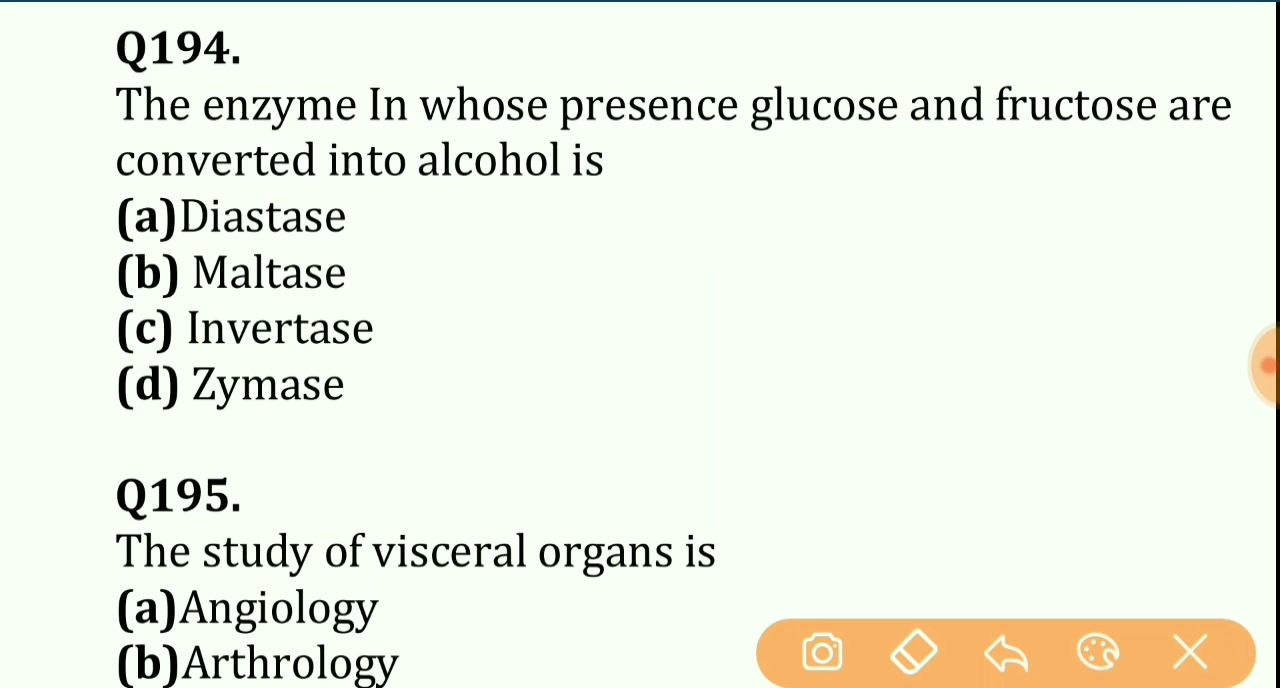 Q194.
The enzyme In whose presence glucose and fructose are
converted into alcohol is
(a)Diastase
(b) Maltase
(c) Invertase
(d) Zymase
Q195.
The study of visceral organs is
(a)Angiology
(b)Arthrology